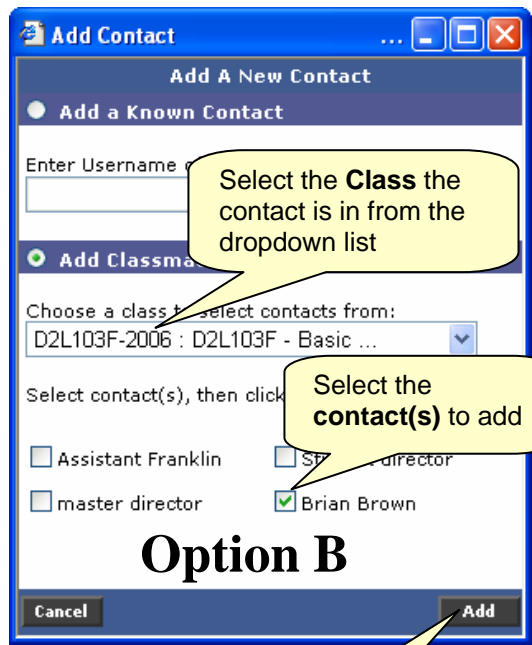 Add Contact ...
Add A New Contact
Add a Known Contact
Enter Username
Select the Class the
contact is in from the
dropdown list
Add
Choose a class to select contacts from:
D2L103F-2006 : D2L103F - Basic ...
Select contact(s), then click
Select the
contact(s) to add
Assistant Franklin
director
master director
Brian Brown
Option B
Cancel
Add